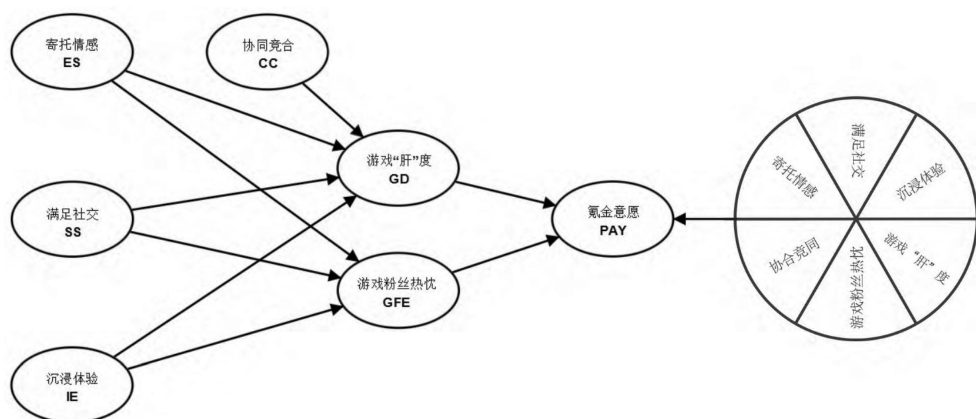 寄托情感
ES
协同竞合
CC
游戏“肝”度
GD
满足社交
SS
氪金意愿
PAY
游戏粉丝热忱
GFE
沉浸体验
IE
满足社交
寄托情感
沉浸体验
协合竞同
游戏“肝”度
游戏粉丝热忱